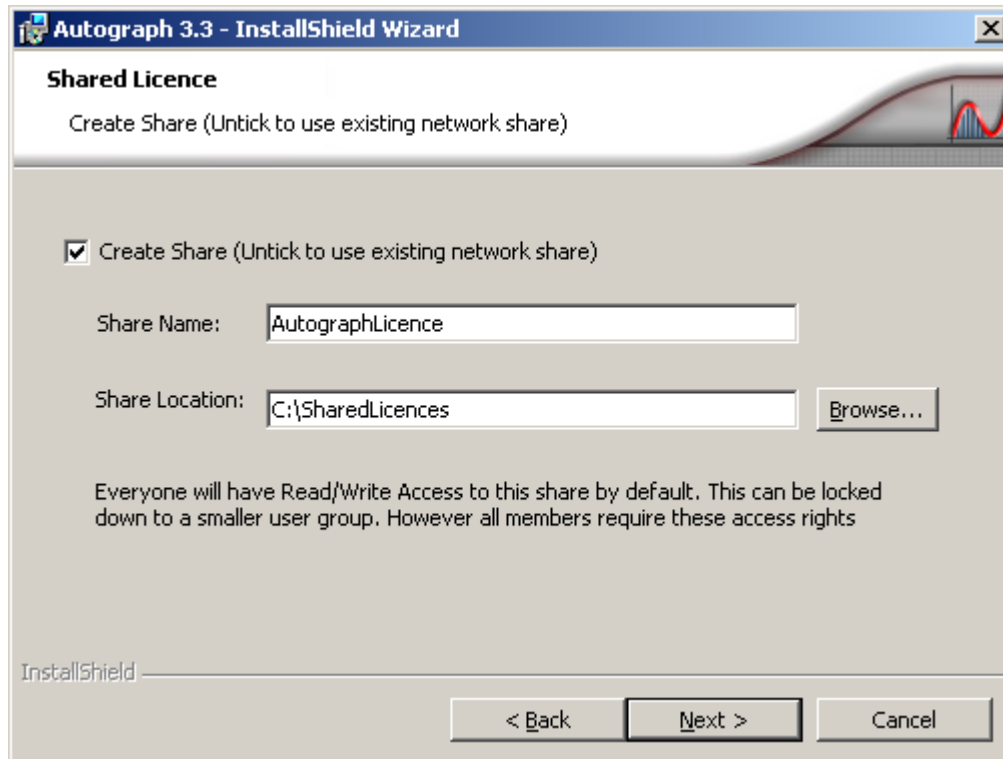 Autograph 3.3 - InstallShield Wizard
Shared Licence
Create Share (Untick to use existing network share)
Create Share (Untick to use existing network share)
Share Name: AutographLicence
Share Location: C:\SharedLicences Browse...
Everyone will have Read/Write Access to this share by default. This can be locked
down to a smaller user group. However all members require these access rights
InstallShield
< Back Next > Cancel